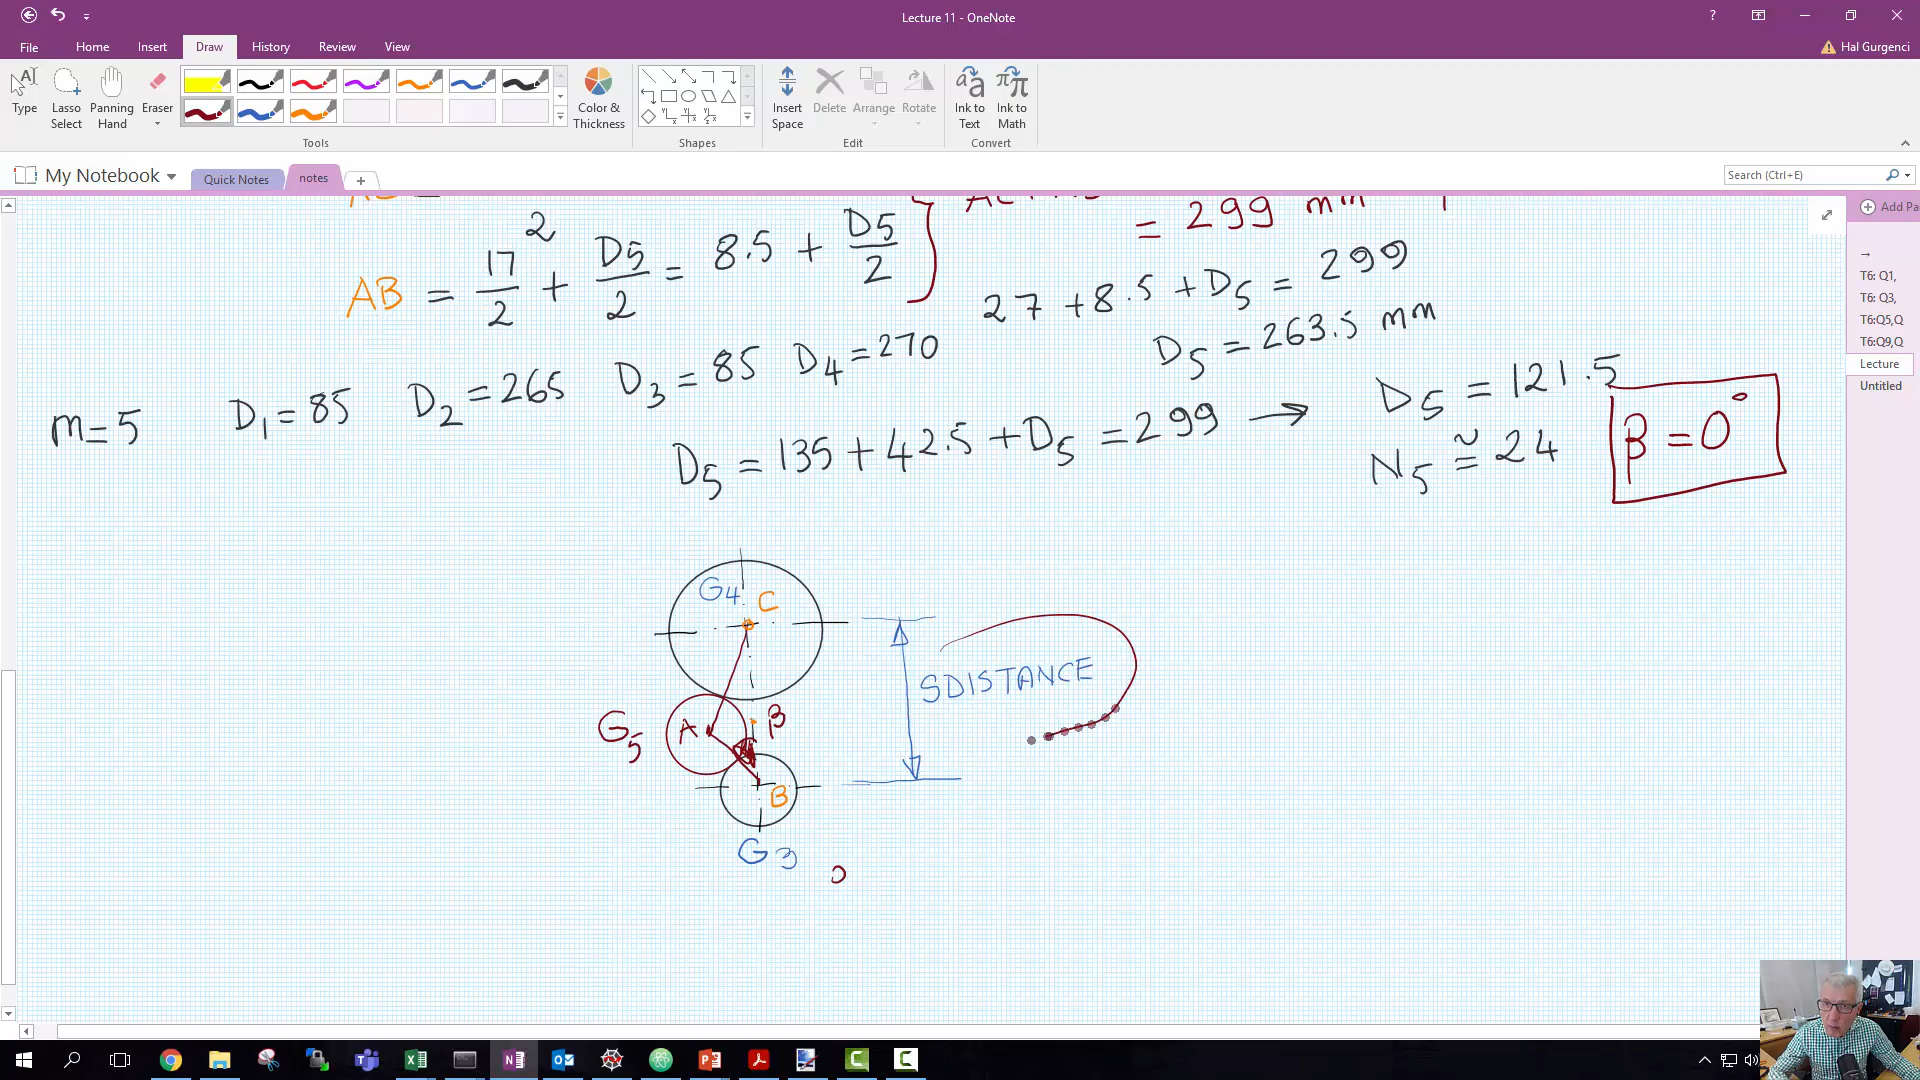 Lecture 11 - OneNote
?
File Home Insert Draw History Review View
Hal Gurgenci
Type
Lasso Select
Panning Hand
Eraser
Color & Thickness
Insert Space
Delete
Arrange
Rotate
Ink to Text
Ink to Math
Tools
Shapes
Edit
Convert
My Notebook
Quick Notes
notes
Search (Ctrl+E)
Add Pa
→
T6: Q1,
T6: Q3,
T6:Q5,Q
T6:Q9,Q
Lecture
Untitled
2
= 299 mm
AB = 17/2 + D5/2 = 8.5 + D5/2
27 + 8.5 + D5 = 299
D5 = 263.5 mm
m = 5 D1 = 85 D2 = 265 D3 = 85 D4 = 270
D5 = 135 + 42.5 + D5 = 299 → D5 = 121.5
N5 ≅ 24
β = 0°
G4
C
SDISTANCE
G5
A
β
B
G3